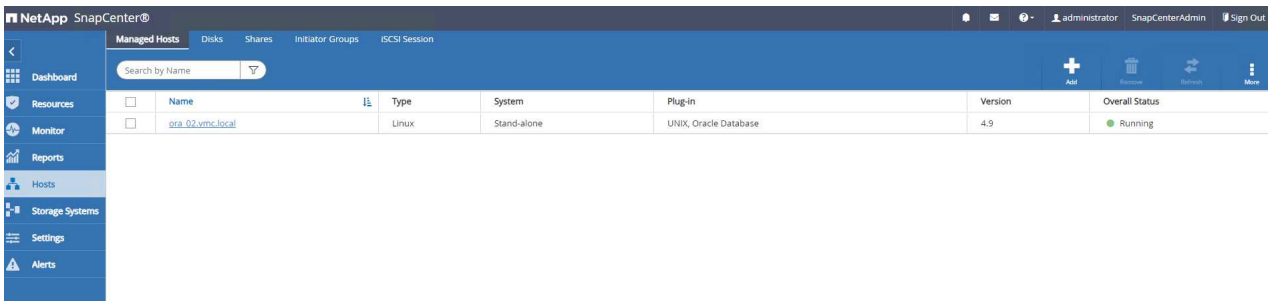 NetApp SnapCenter®
administrator SnapCenterAdmin Sign Out
Managed Hosts Disks Shares Initiator Groups iSCSI Session
Search by Name
Add Remove Refresh More
Dashboard
Resources
Monitor
Reports
Hosts
Storage Systems
Settings
Alerts
Name Type System Plug-in Version Overall Status
ora_02.vmc.local Linux Stand-alone UNIX, Oracle Database 4.9 Running